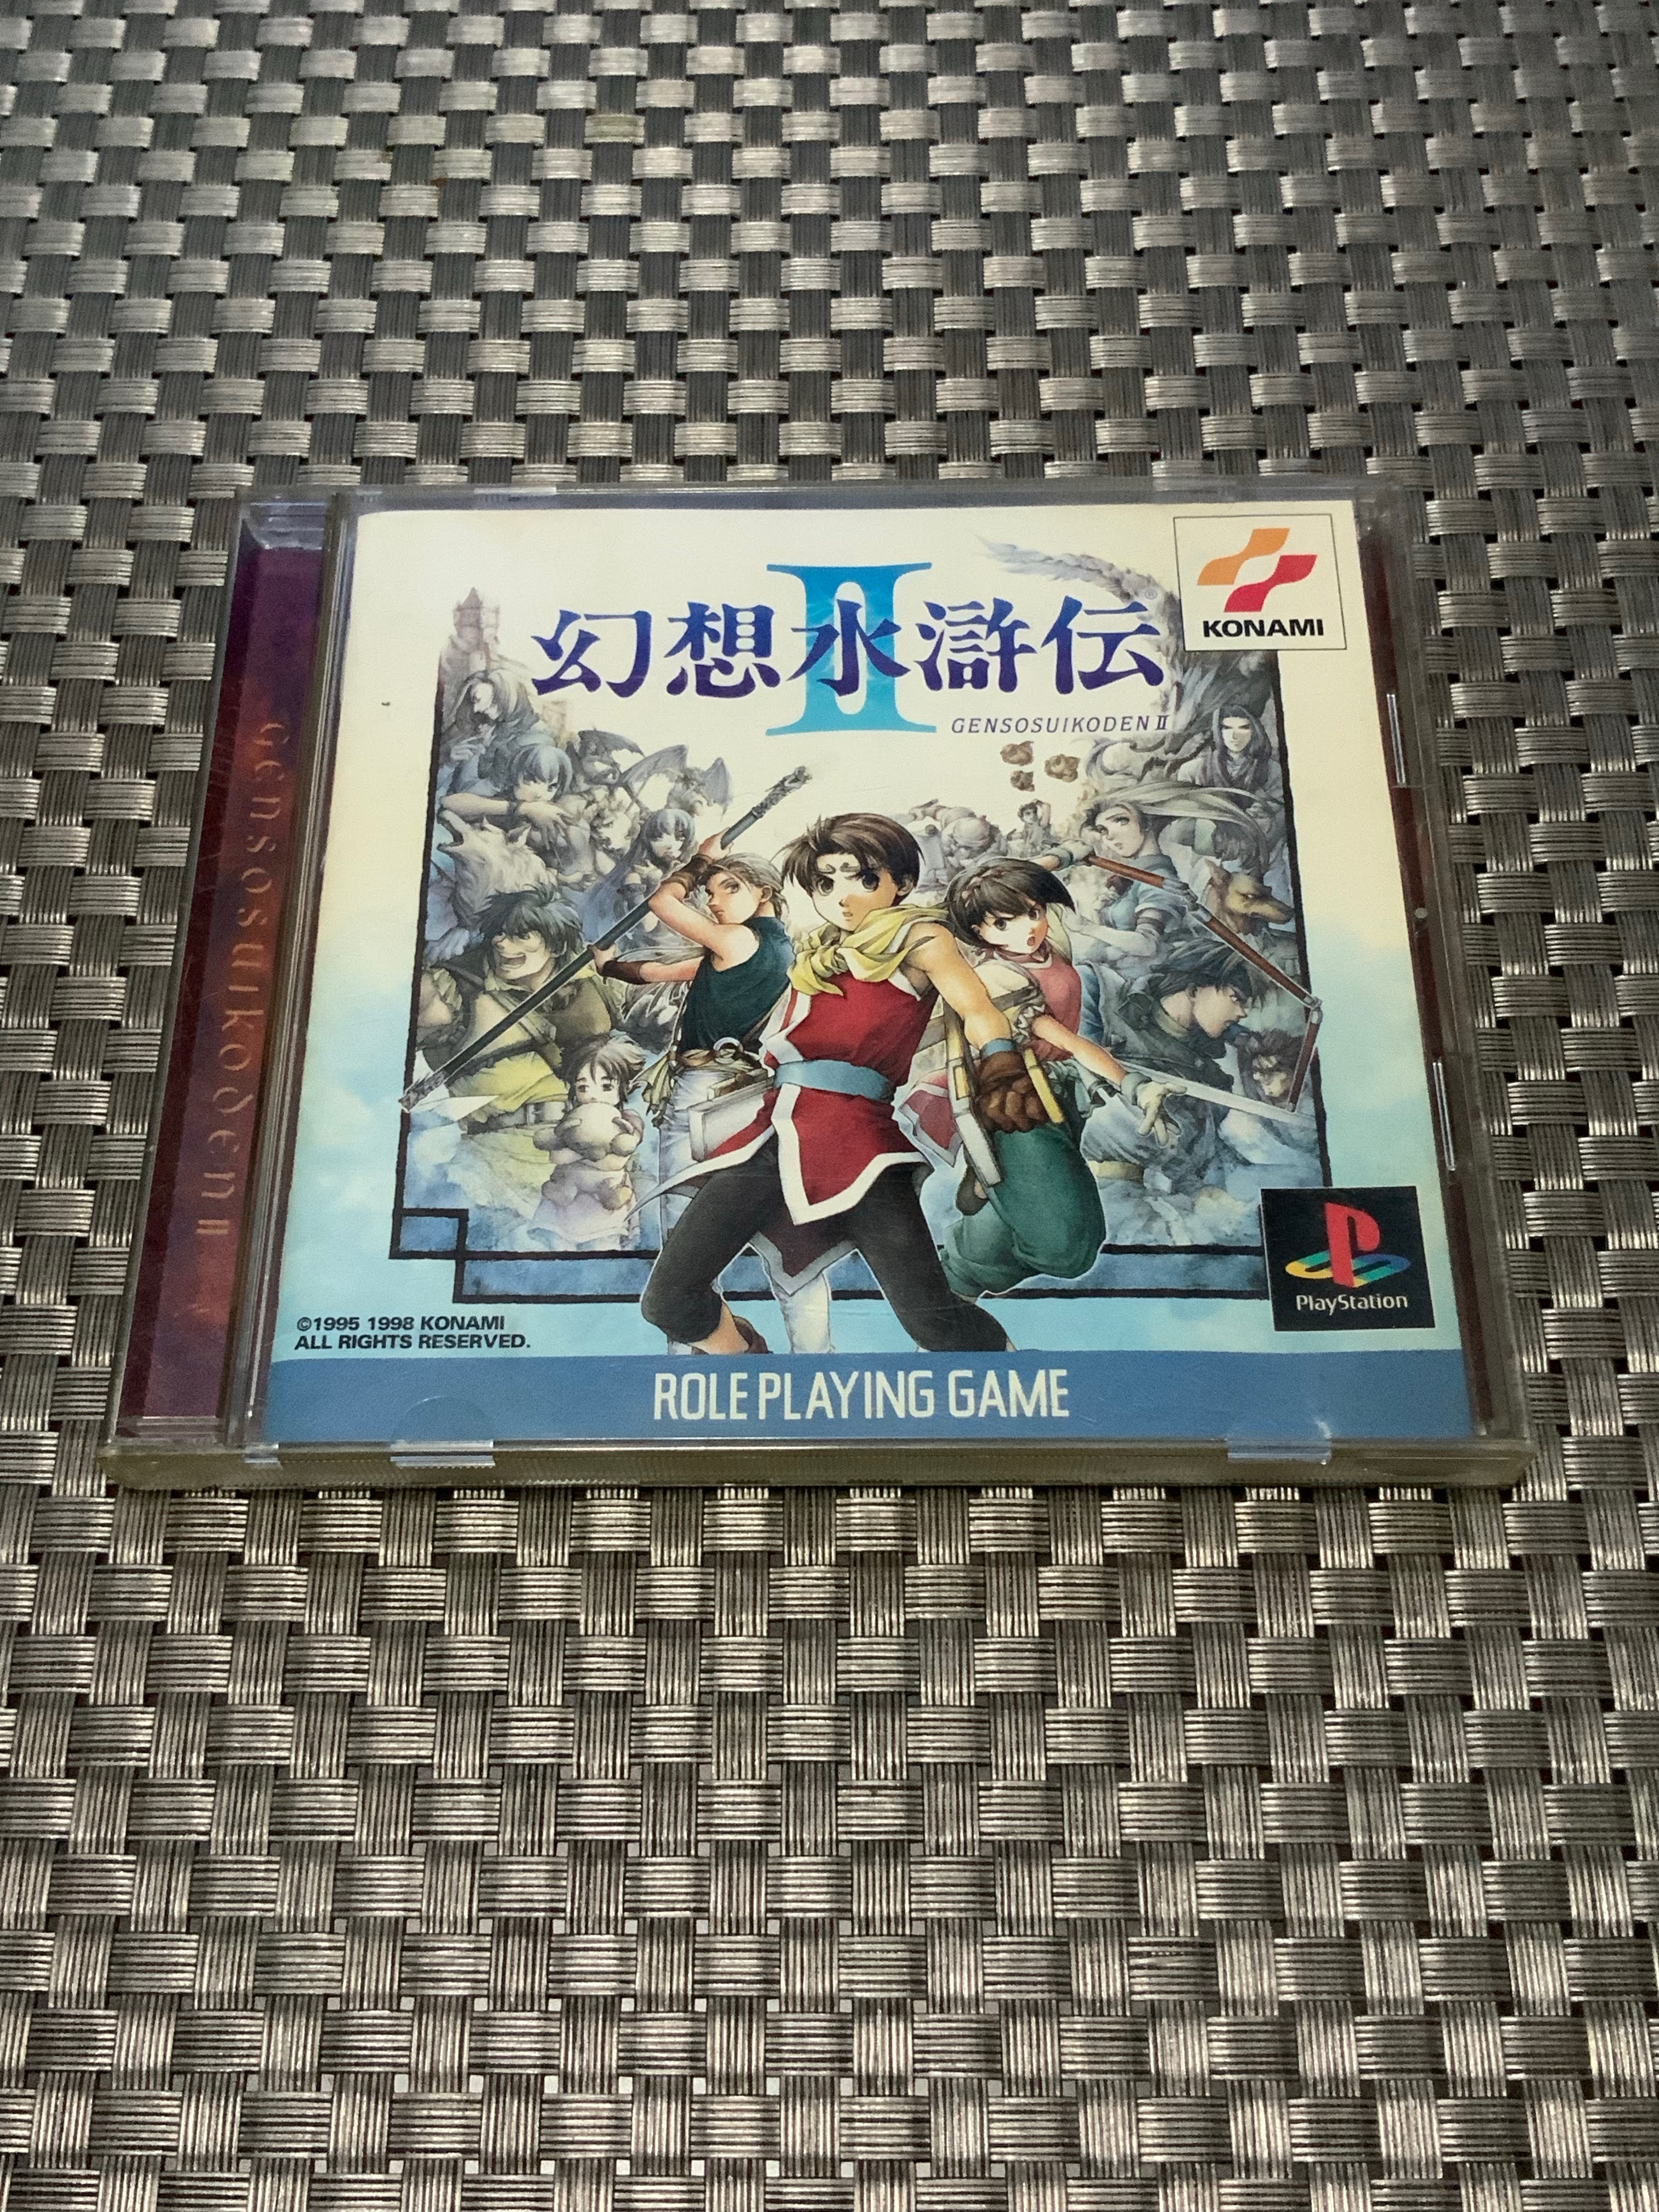 幻想水滸伝
II
®
GENSOSUIKODEN II
KONAMI
Gensosuikoden II
PlayStation
©1995 1998 KONAMI
ALL RIGHTS RESERVED.
ROLE PLAYING GAME